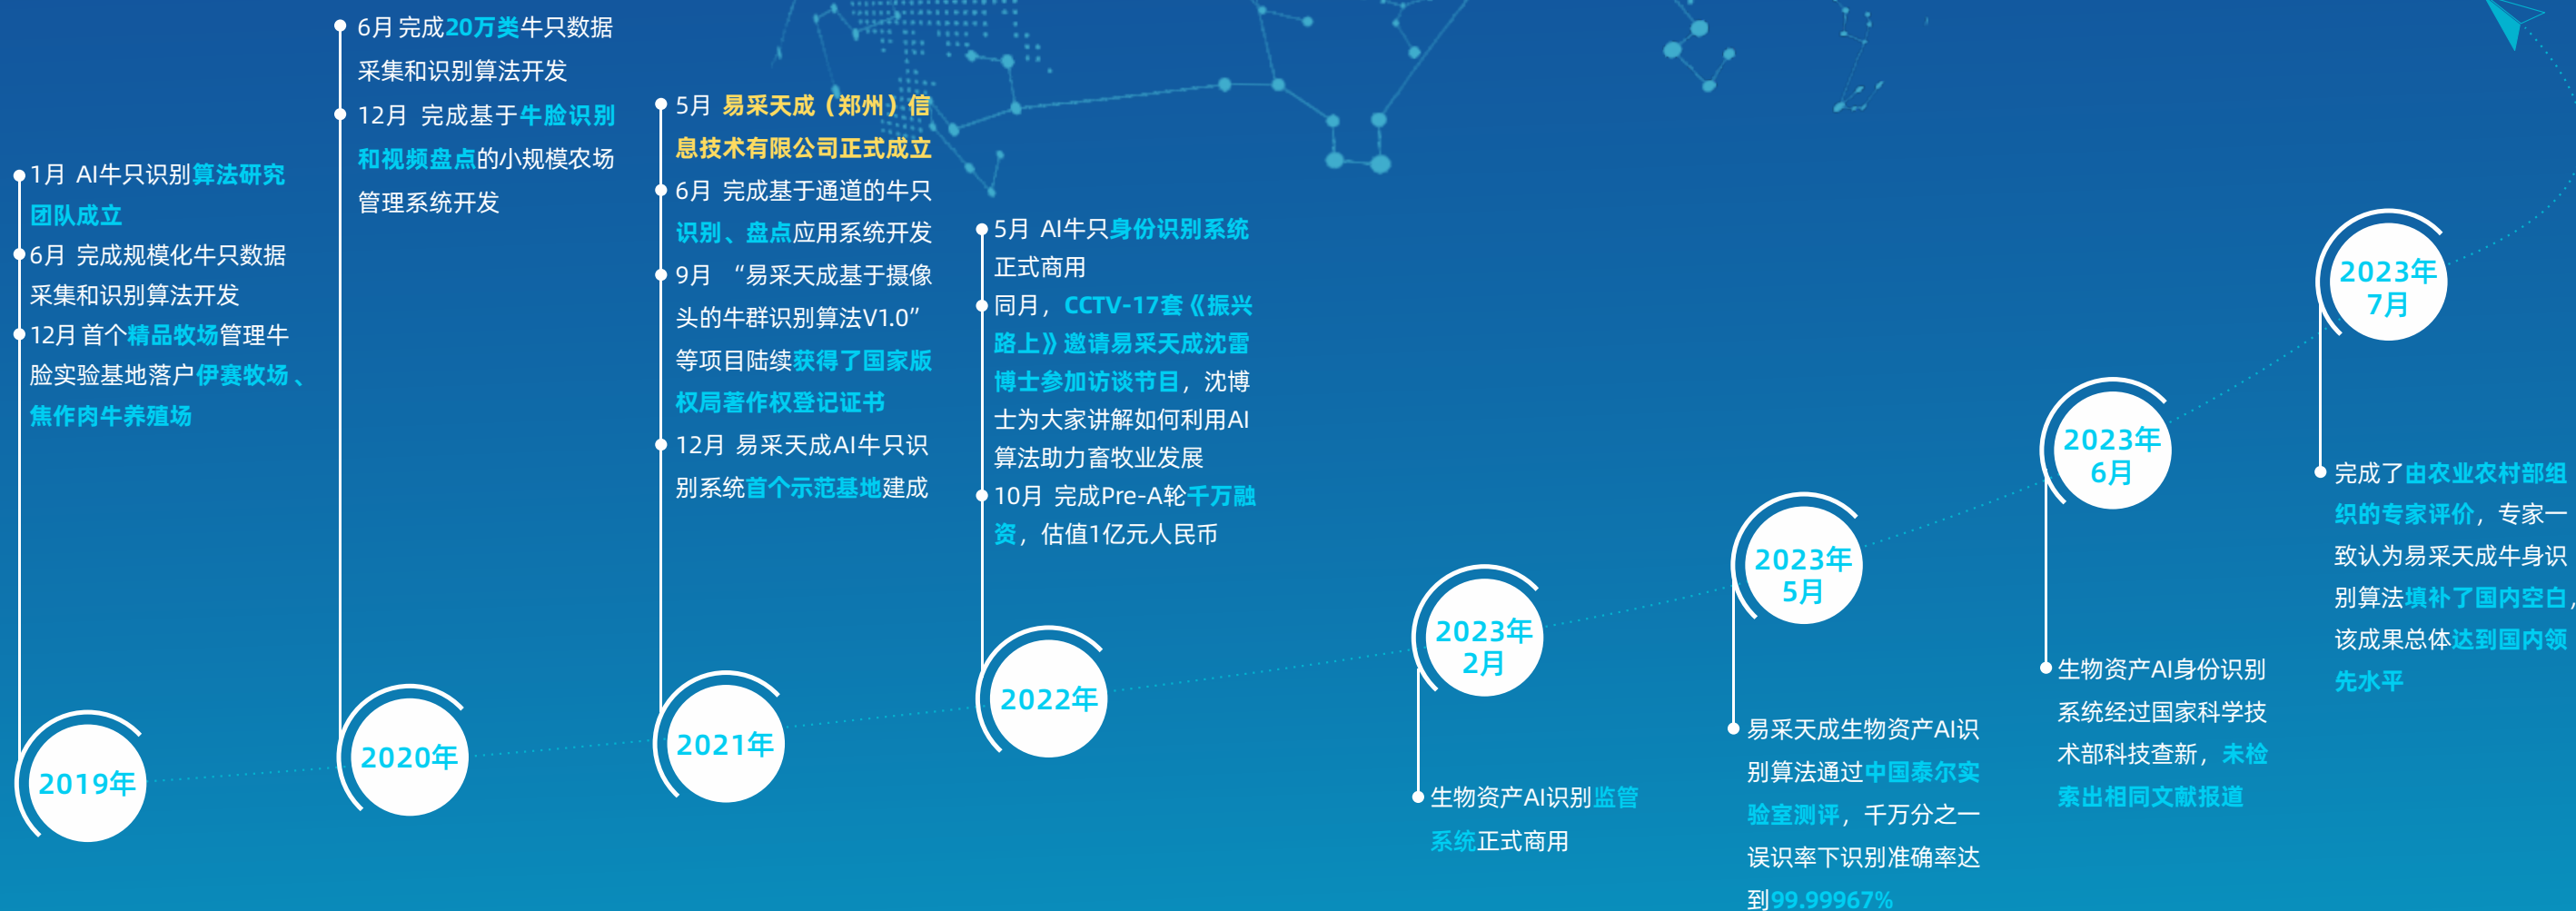 1月 AI牛只识别算法研究
团队成立
6月 完成规模化牛只数据
采集和识别算法开发
12月 首个精品牧场管理牛
脸实验基地落户伊赛牧场、
焦作肉牛养殖场
2019年
6月 完成20万类牛只数据
采集和识别算法开发
12月 完成基于牛脸识别
和视频盘点的小规模农场
管理系统开发
2020年
5月 易采天成（郑州）信
息技术有限公司正式成立
6月 完成基于通道的牛只
识别、盘点应用系统开发
9月 “易采天成基于摄像
头的牛群识别算法V1.0”
等项目陆续获得了国家版
权局著作权登记证书
12月 易采天成AI牛只识
别系统首个示范基地建成
2021年
5月 AI牛只身份识别系统
正式商用
同月，CCTV-17套《振兴
路上》邀请易采天成沈雷
博士参加访谈节目，沈博
士为大家讲解如何利用AI
算法助力畜牧业发展
10月 完成Pre-A轮千万融
资，估值1亿元人民币
2022年
2023年
2月
生物资产AI识别监管
系统正式商用
2023年
5月
易采天成生物资产AI识
别算法通过中国泰尔实
验室测评，千万分之一
误识率下识别准确率达
到99.99967%
2023年
6月
生物资产AI身份识别
系统经过国家科学技
术部科技查新，未检
索出相同文献报道
2023年
7月
完成了由农业农村部组
织的专家评价，专家一
致认为易采天成牛身识
别算法填补了国内空白，
该成果总体达到国内领
先水平